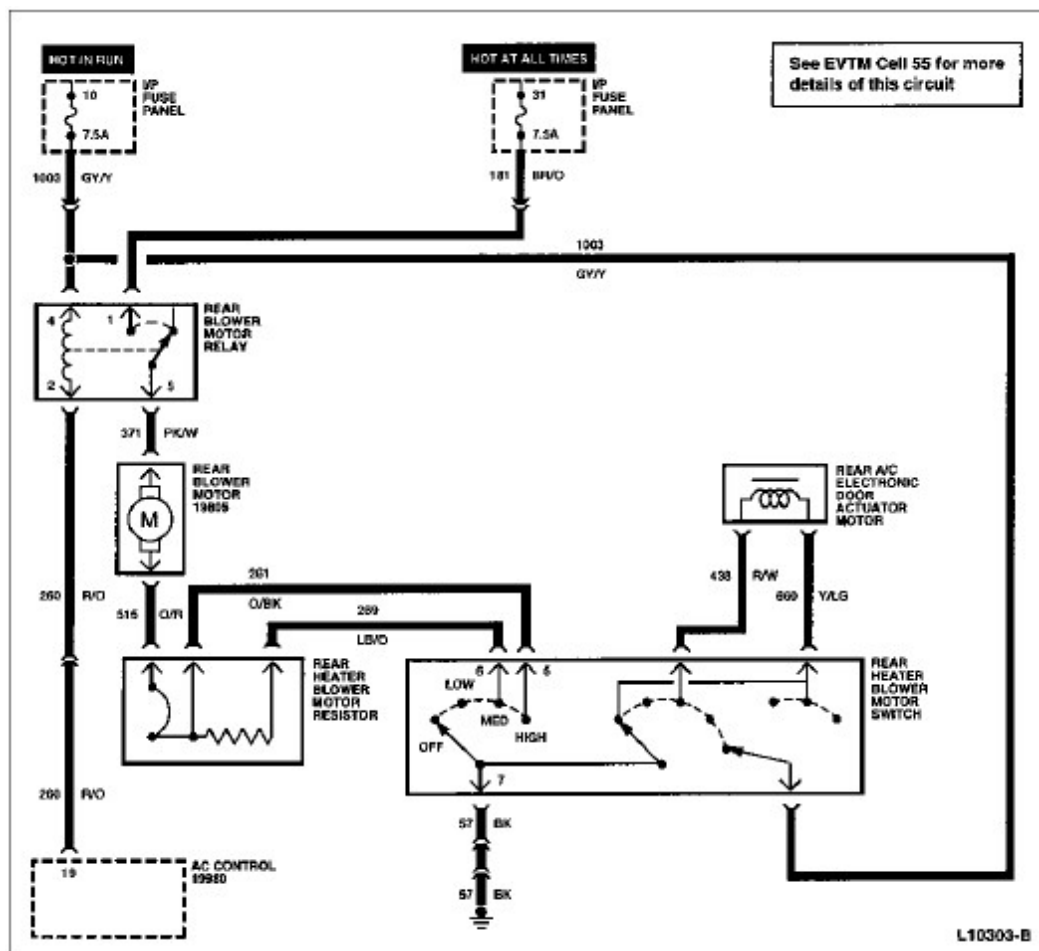 HOT IN RUN
10
7.5A
I/P
FUSE
PANEL
HOT AT ALL TIMES
31
7.5A
I/P
FUSE
PANEL
See EVTM Cell 55 for more
details of this circuit
1003 GY/Y
181 BR/O
1003
GY/Y
4
1
2
5
REAR
BLOWER
MOTOR
RELAY
371 PK/W
REAR
BLOWER
MOTOR
19805
M
REAR A/C
ELECTRONIC
DOOR
ACTUATOR
MOTOR
438 R/W
669 Y/LG
260 R/O
515 O/R
261
O/BK
269
LB/O
REAR
HEATER
BLOWER
MOTOR
RESISTOR
6
5
LOW
MED
HIGH
OFF
7
REAR
HEATER
BLOWER
MOTOR
SWITCH
260 R/O
57 BK
57 BK
19
AC CONTROL
19980
L10303-B